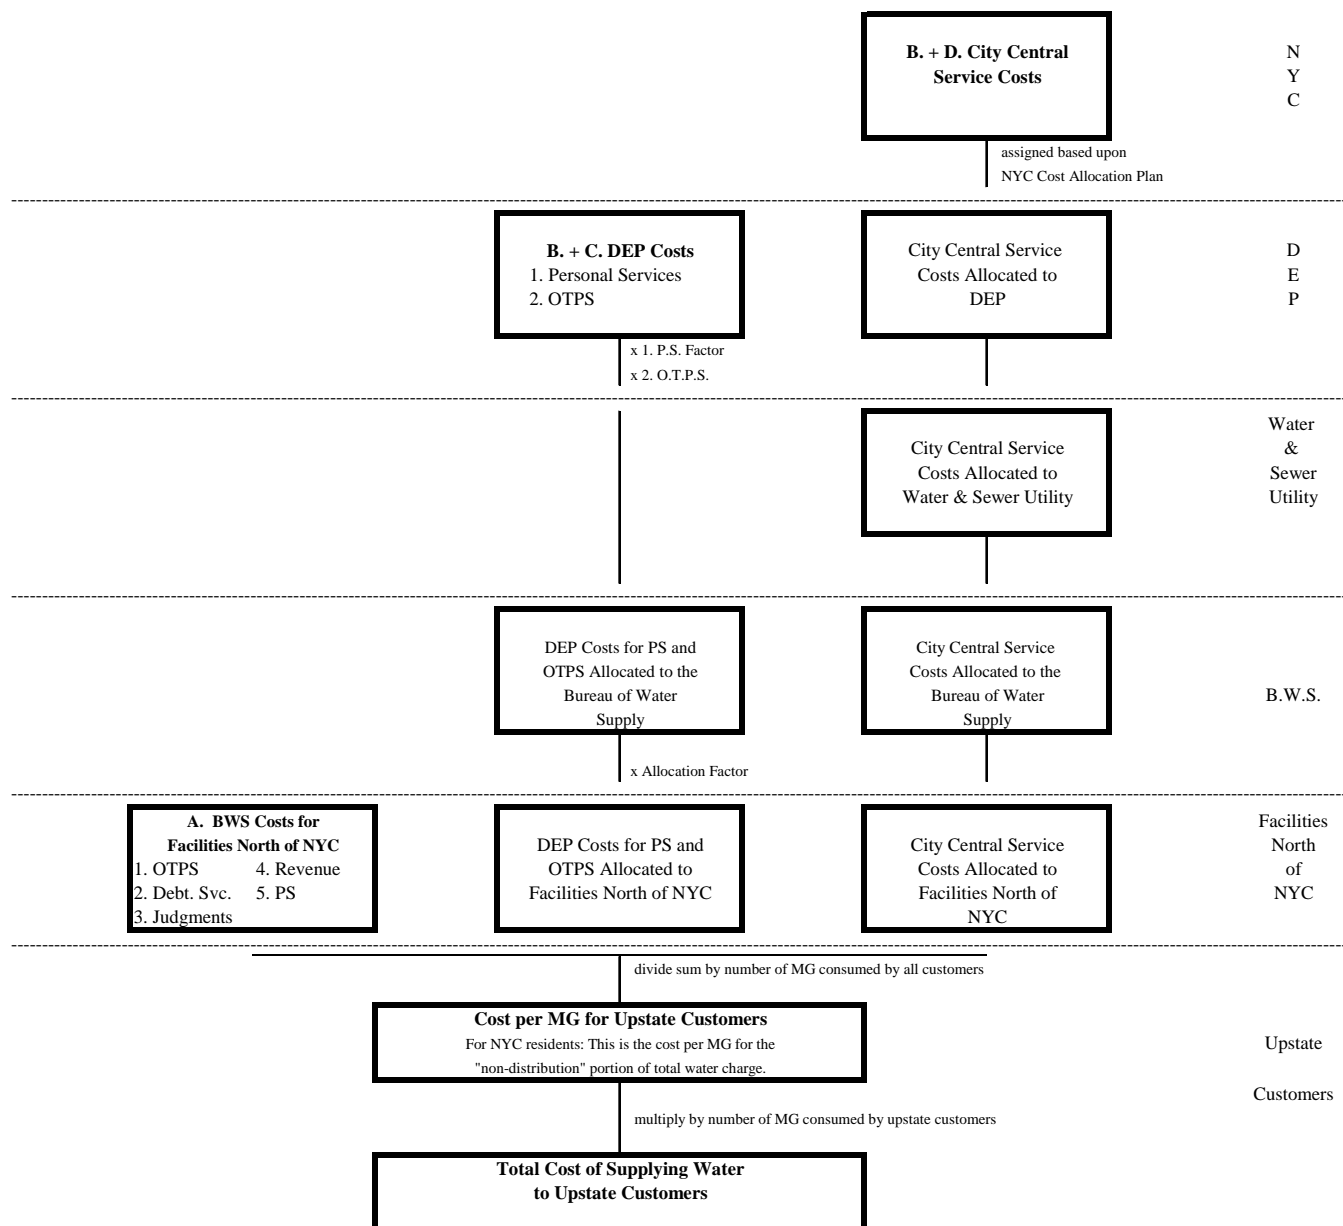 B. + D. City Central
Service Costs
N
Y
C
assigned based upon
NYC Cost Allocation Plan
B. + C. DEP Costs
1. Personal Services
2. OTPS
City Central Service
Costs Allocated to
DEP
D
E
P
x 1. P.S. Factor
x 2. O.T.P.S.
City Central Service
Costs Allocated to
Water & Sewer Utility
Water
&
Sewer
Utility
DEP Costs for PS and
OTPS Allocated to the
Bureau of Water
Supply
City Central Service
Costs Allocated to the
Bureau of Water
Supply
B.W.S.
x Allocation Factor
A. BWS Costs for
Facilities North of NYC
1. OTPS 4. Revenue
2. Debt. Svc. 5. PS
3. Judgments
DEP Costs for PS and
OTPS Allocated to
Facilities North of NYC
City Central Service
Costs Allocated to
Facilities North of
NYC
Facilities
North
of
NYC
divide sum by number of MG consumed by all customers
Cost per MG for Upstate Customers
For NYC residents: This is the cost per MG for the
"non-distribution" portion of total water charge.
Upstate
Customers
multiply by number of MG consumed by upstate customers
Total Cost of Supplying Water
to Upstate Customers